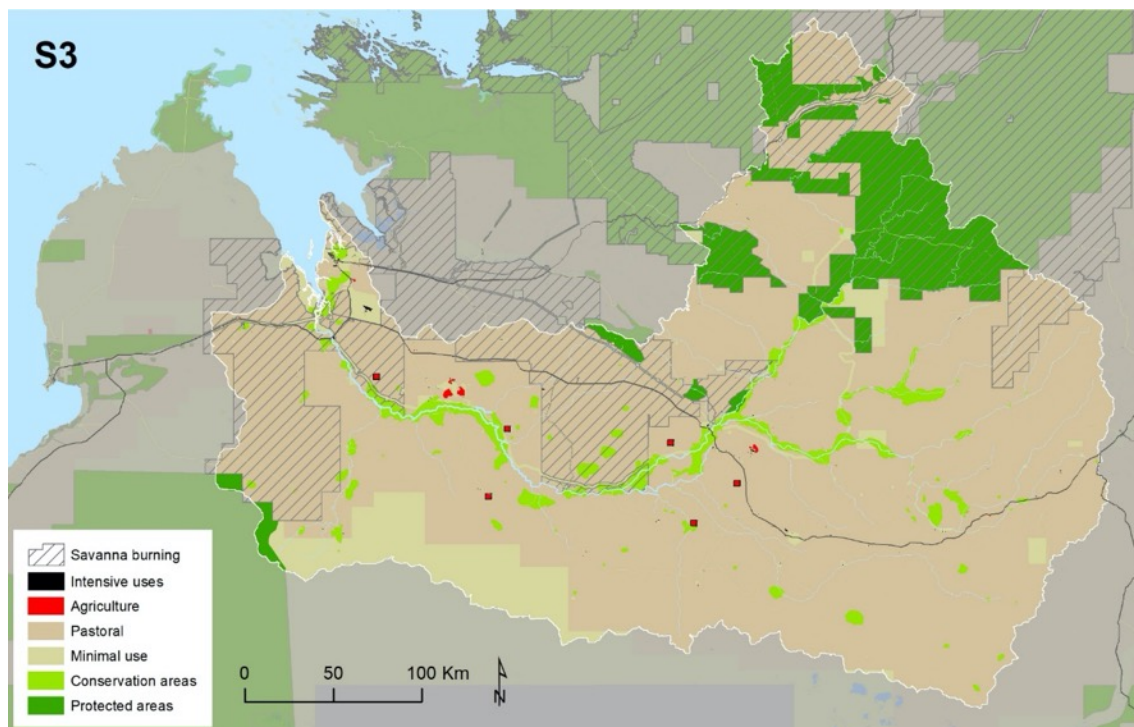 S3
Savanna burning
Intensive uses
Agriculture
Pastoral
Minimal use
Conservation areas
Protected areas
0 50 100 Km
N